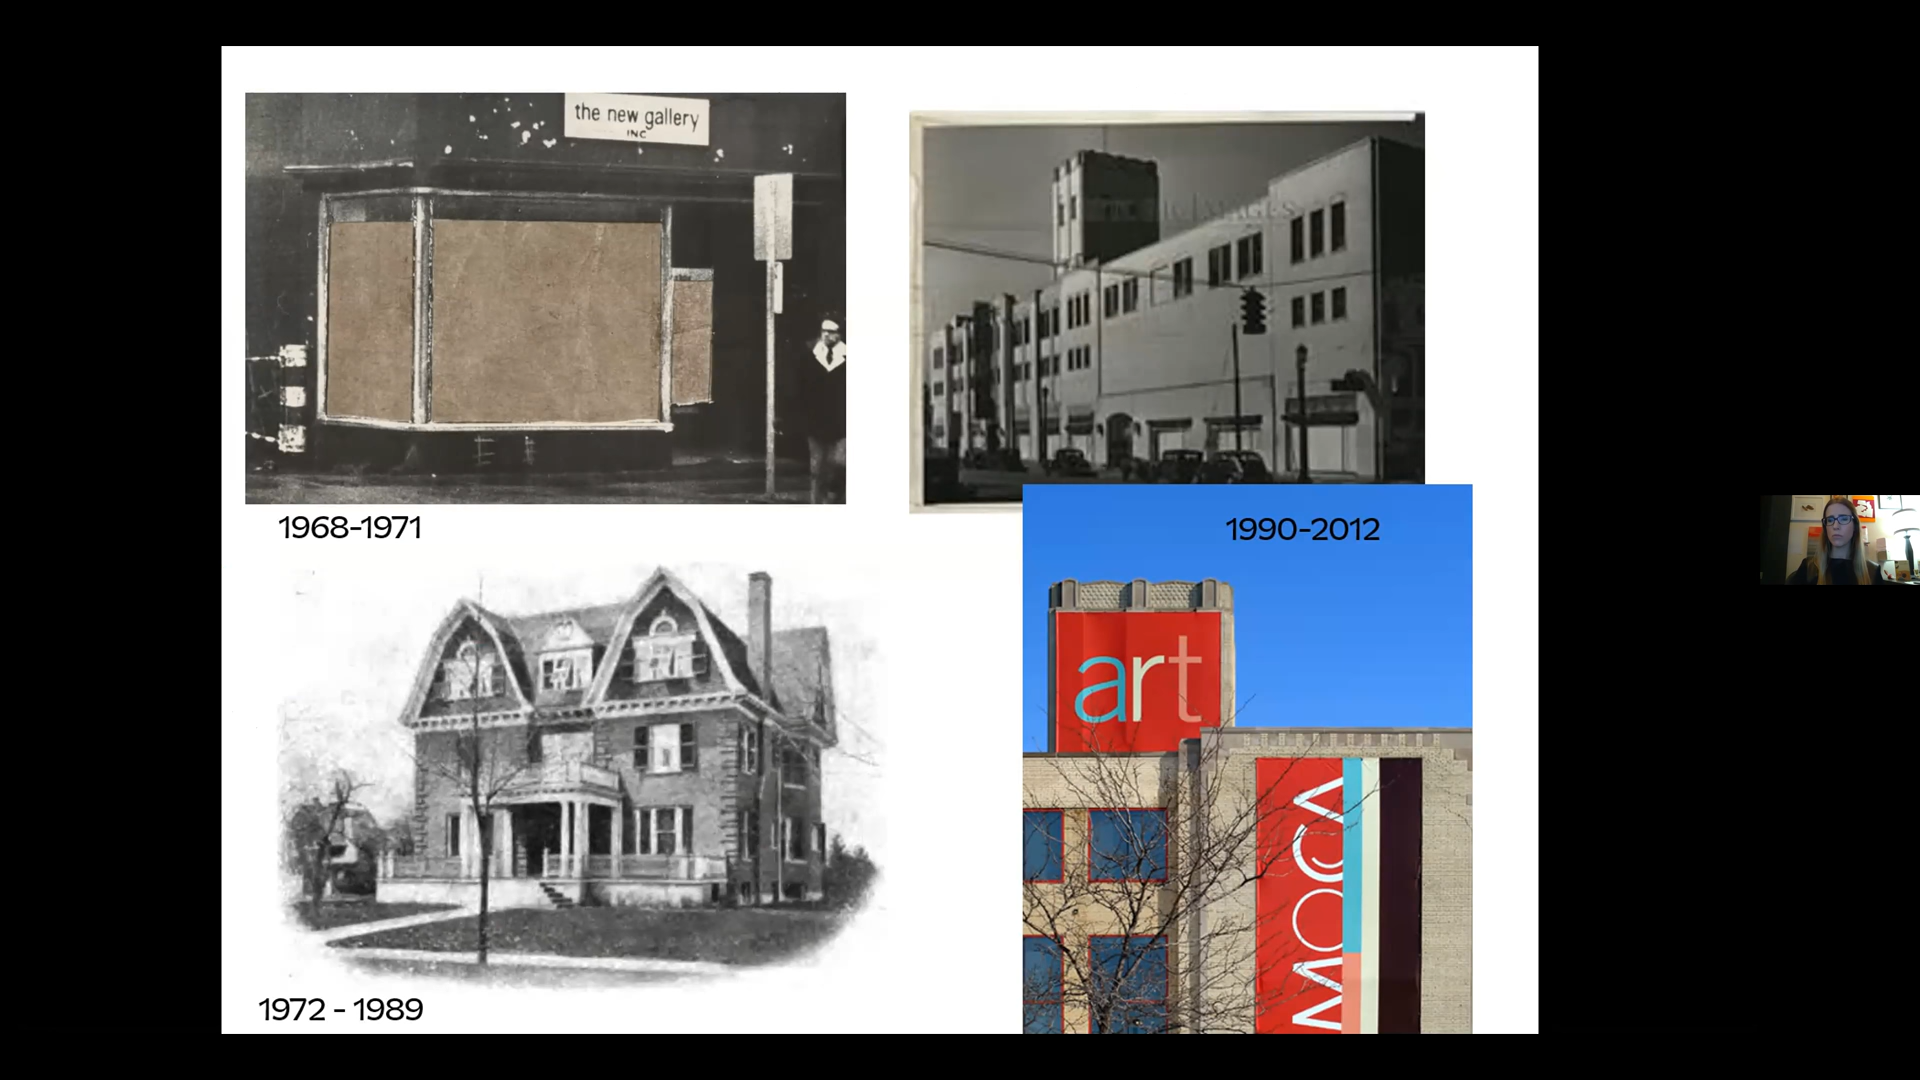 the new gallery
INC
1968-1971
1990-2012
art
MOCA
1972 - 1989